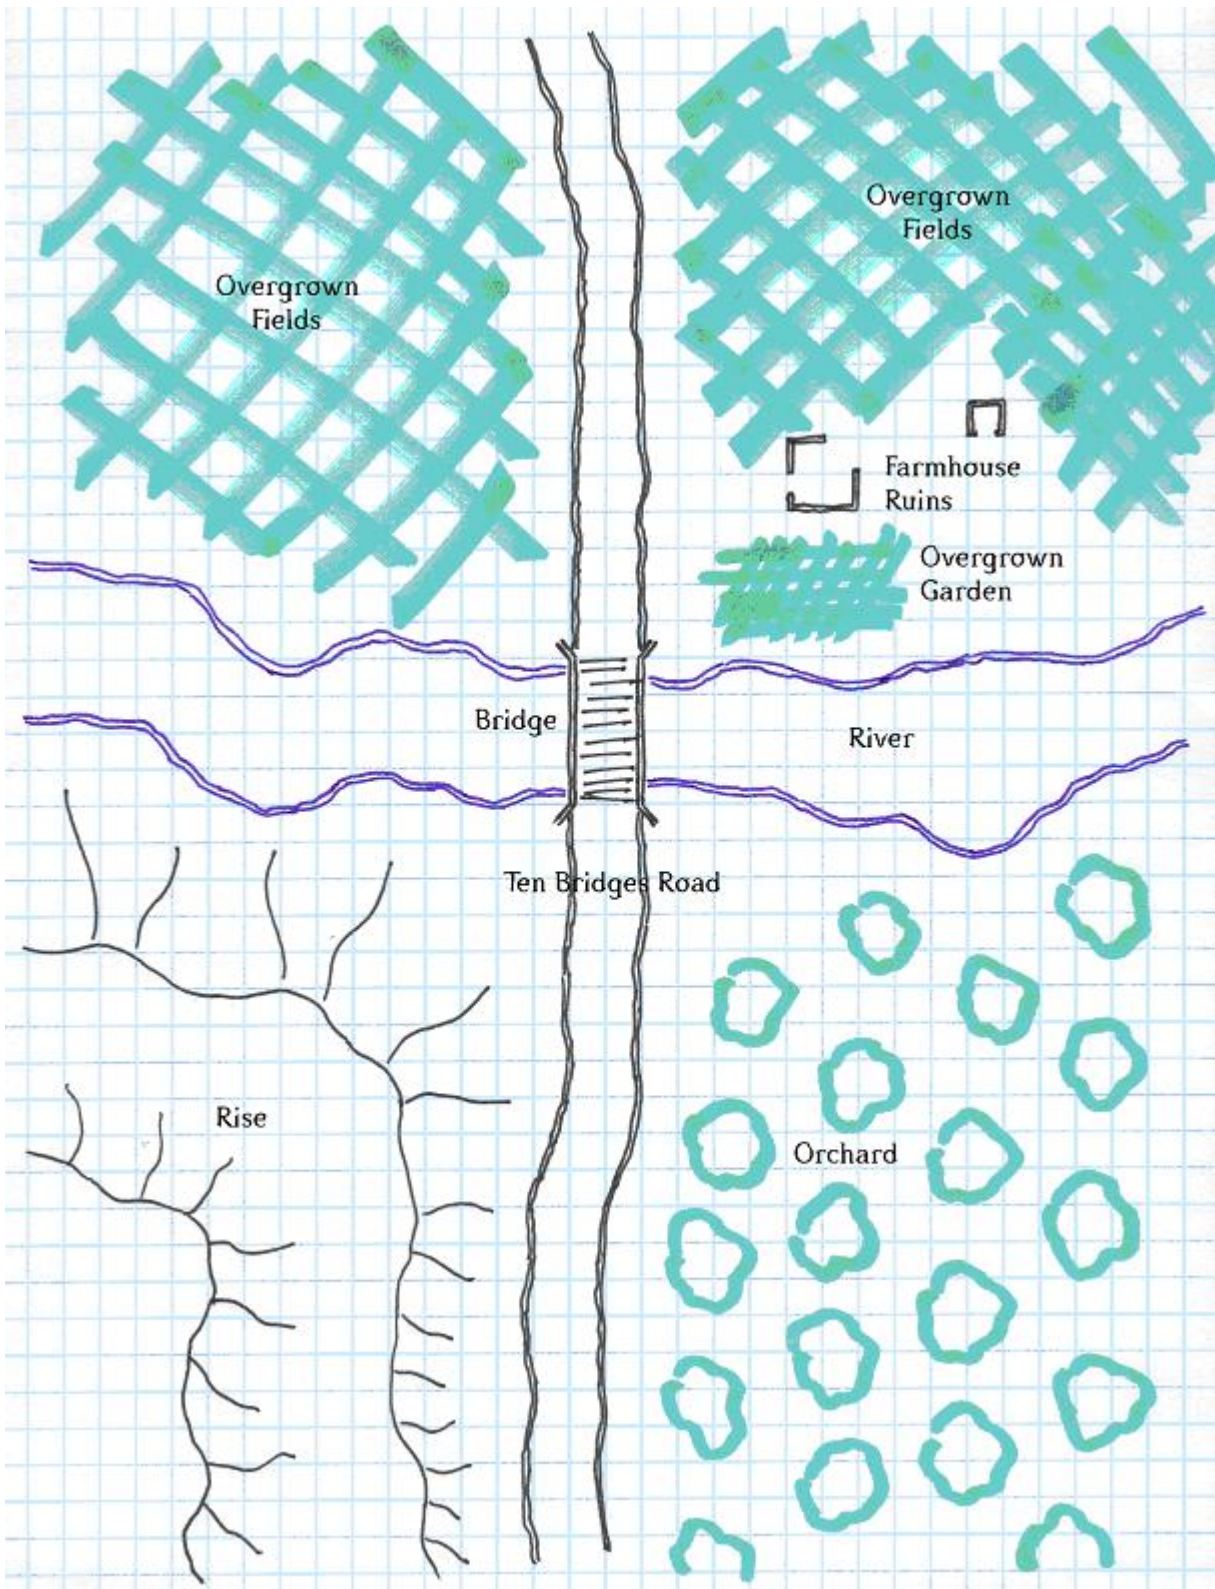 Overgrown
Fields
Overgrown
Fields
Farmhouse
Ruins
Overgrown
Garden
Bridge
River
Ten Bridges Road
Rise
Orchard